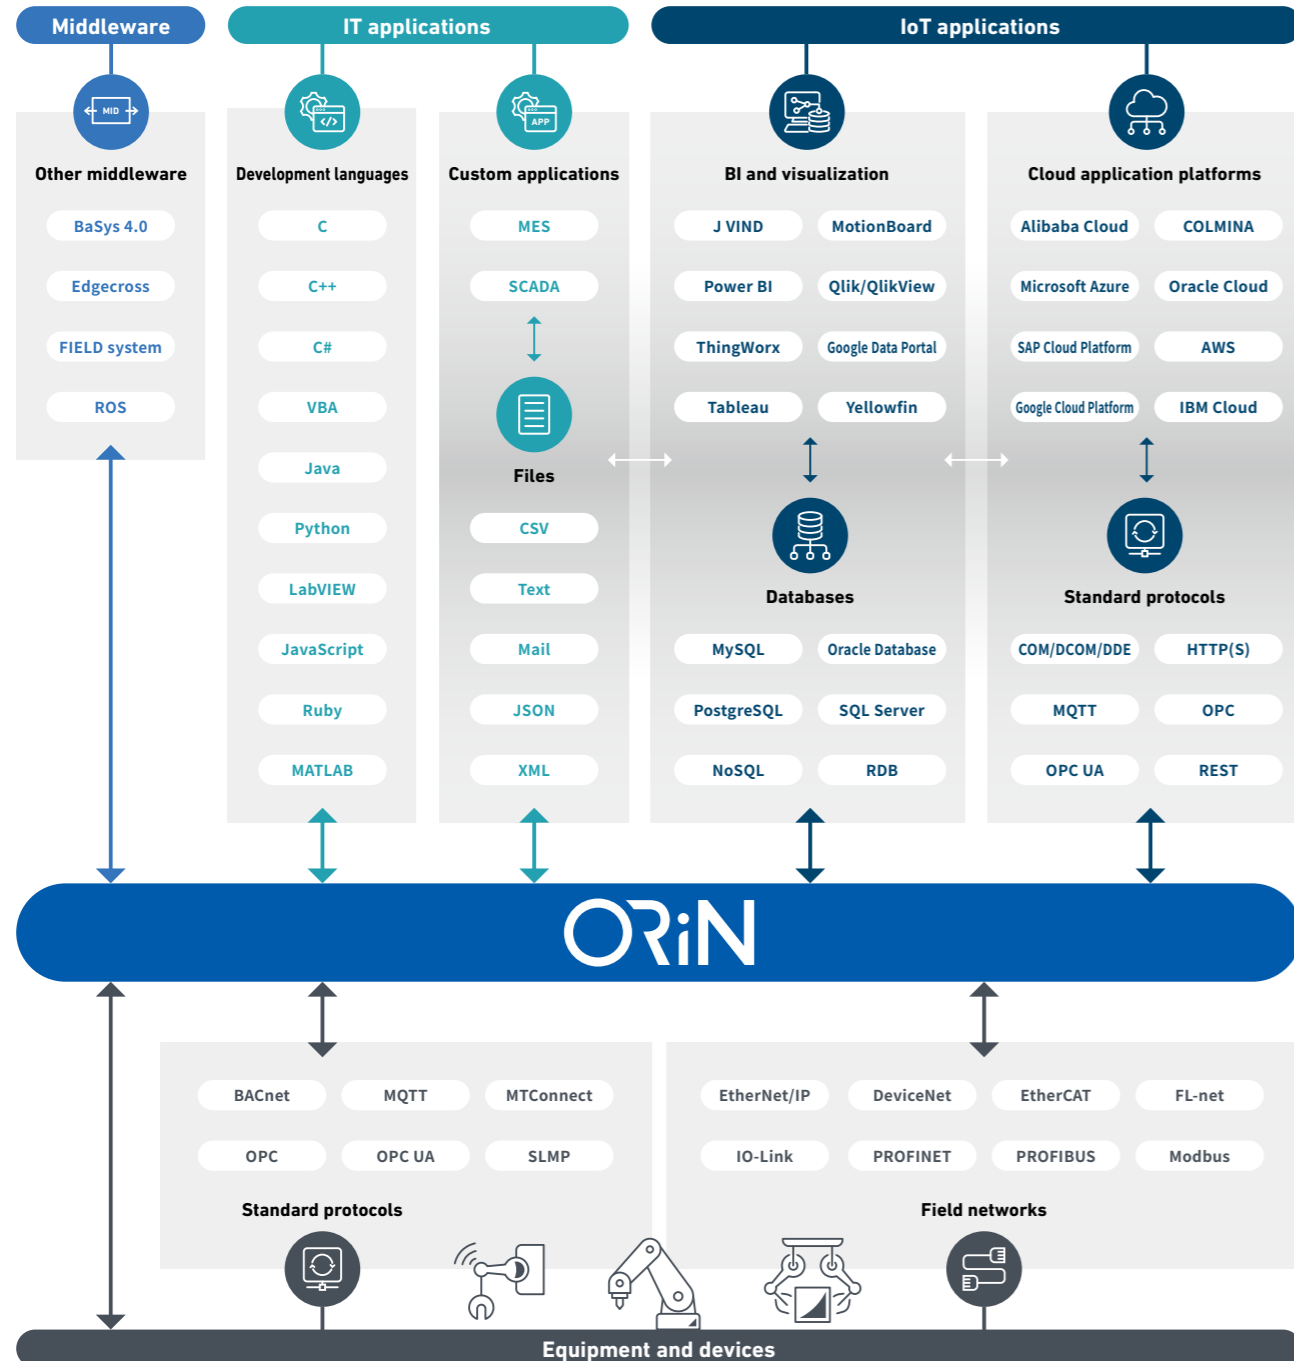 Middleware
IT applications
IoT applications
MID
</>
APP
Other middleware
BaSys 4.0
Edgecross
FIELD system
ROS
Development languages
C
C++
C#
VBA
Java
Python
LabVIEW
JavaScript
Ruby
MATLAB
Custom applications
MES
SCADA
Files
CSV
Text
Mail
JSON
XML
BI and visualization
J VIND
MotionBoard
Power BI
Qlik/QlikView
ThingWorx
Google Data Portal
Tableau
Yellowfin
Databases
MySQL
Oracle Database
PostgreSQL
SQL Server
NoSQL
RDB
Cloud application platforms
Alibaba Cloud
COLMINA
Microsoft Azure
Oracle Cloud
SAP Cloud Platform
AWS
Google Cloud Platform
IBM Cloud
Standard protocols
COM/DCOM/DDE
HTTP(S)
MQTT
OPC
OPC UA
REST
ORiN
BACnet
MQTT
MTConnect
OPC
OPC UA
SLMP
Standard protocols
EtherNet/IP
DeviceNet
EtherCAT
FL-net
IO-Link
PROFINET
PROFIBUS
Modbus
Field networks
Equipment and devices